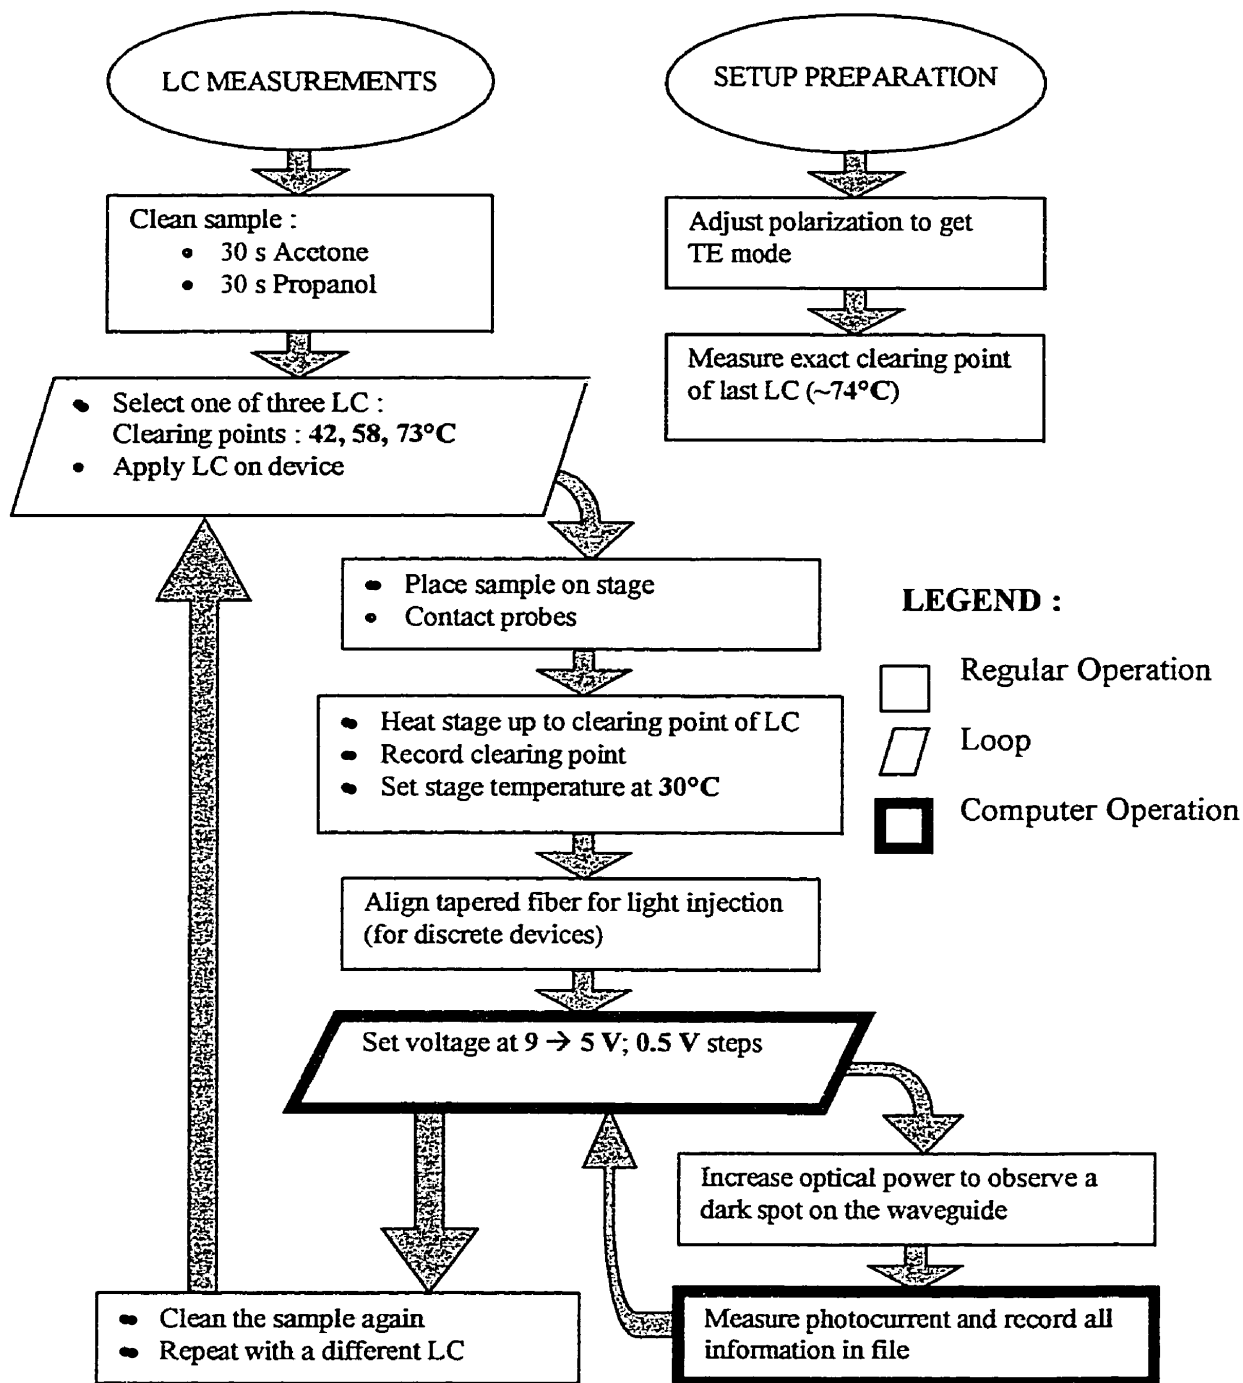 LC MEASUREMENTS
Clean sample :
• 30 s Acetone
• 30 s Propanol
• Select one of three LC :
Clearing points : 42, 58, 73°C
• Apply LC on device
• Place sample on stage
• Contact probes
• Heat stage up to clearing point of LC
• Record clearing point
• Set stage temperature at 30°C
Align tapered fiber for light injection
(for discrete devices)
Set voltage at 9 → 5 V; 0.5 V steps
Increase optical power to observe a
dark spot on the waveguide
Measure photocurrent and record all
information in file
• Clean the sample again
• Repeat with a different LC
SETUP PREPARATION
Adjust polarization to get
TE mode
Measure exact clearing point
of last LC (~74°C)
LEGEND :
Regular Operation
Loop
Computer Operation